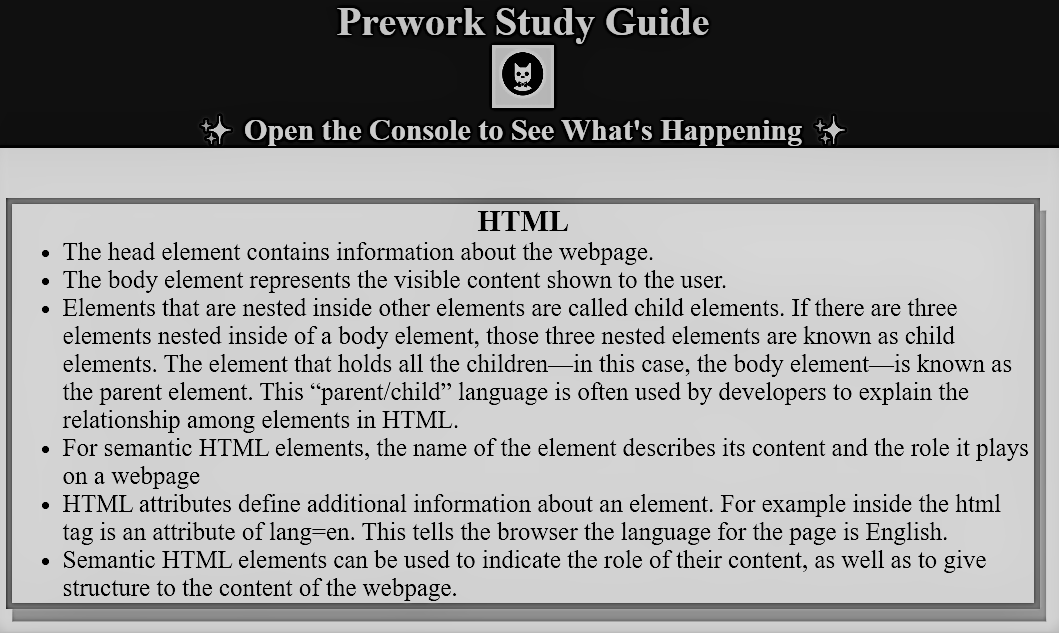 Prework Study Guide
✨ Open the Console to See What's Happening ✨
HTML
• The head element contains information about the webpage.
• The body element represents the visible content shown to the user.
• Elements that are nested inside other elements are called child elements. If there are three
elements nested inside of a body element, those three nested elements are known as child
elements. The element that holds all the children—in this case, the body element—is known as
the parent element. This “parent/child” language is often used by developers to explain the
relationship among elements in HTML.
• For semantic HTML elements, the name of the element describes its content and the role it plays
on a webpage
• HTML attributes define additional information about an element. For example inside the html
tag is an attribute of lang=en. This tells the browser the language for the page is English.
• Semantic HTML elements can be used to indicate the role of their content, as well as to give
structure to the content of the webpage.